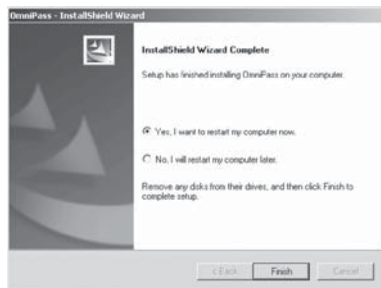 OmniPass - InstallShield Wizard
InstallShield Wizard Complete
Setup has finished installing OmniPass on your computer.
Yes, I want to restart my computer now.
No, I will restart my computer later.
Remove any disks from their drives, and then click Finish to
complete setup.
< Back
Finish
Cancel